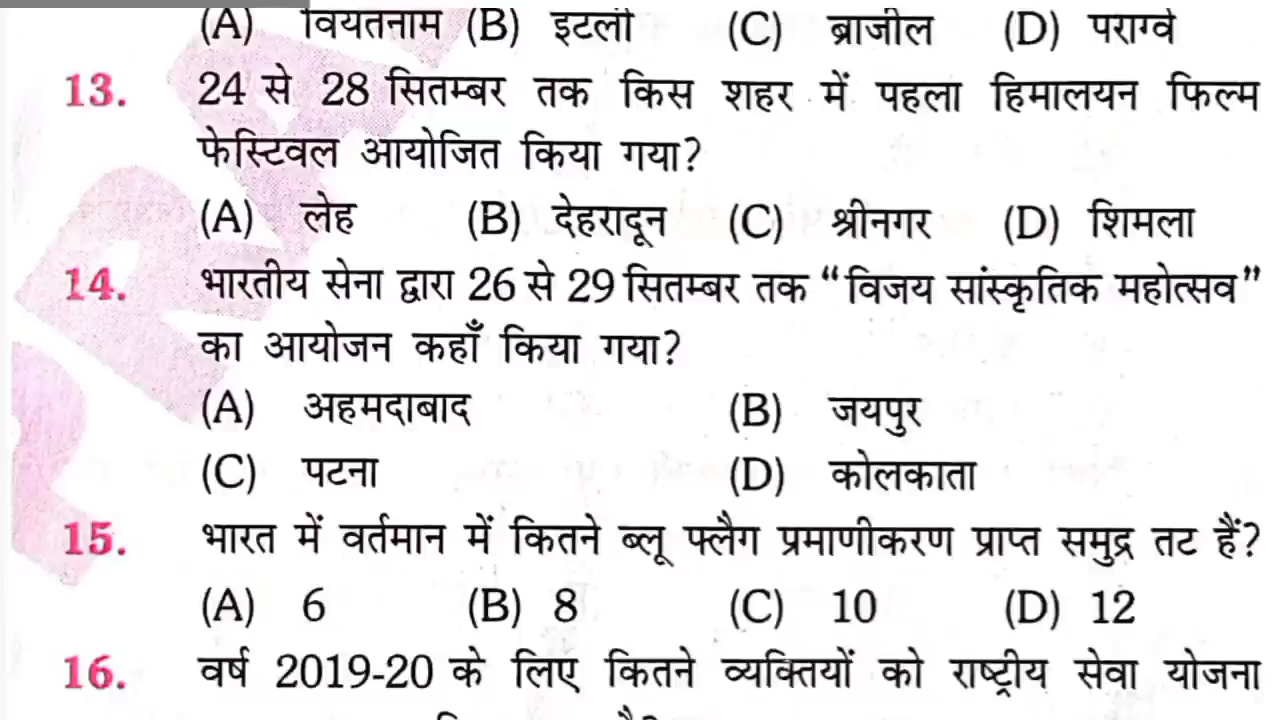 (A) वियतनाम (B) इटली (C) ब्राजील (D) पराग्वे
13. 24 से 28 सितम्बर तक किस शहर में पहला हिमालयन फिल्म
फेस्टिवल आयोजित किया गया?
(A) लेह (B) देहरादून (C) श्रीनगर (D) शिमला
14. भारतीय सेना द्वारा 26 से 29 सितम्बर तक “विजय सांस्कृतिक महोत्सव”
का आयोजन कहाँ किया गया?
(A) अहमदाबाद (B) जयपुर
(C) पटना (D) कोलकाता
15. भारत में वर्तमान में कितने ब्लू फ्लैग प्रमाणीकरण प्राप्त समुद्र तट हैं?
(A) 6 (B) 8 (C) 10 (D) 12
16. वर्ष 2019-20 के लिए कितने व्यक्तियों को राष्ट्रीय सेवा योजना